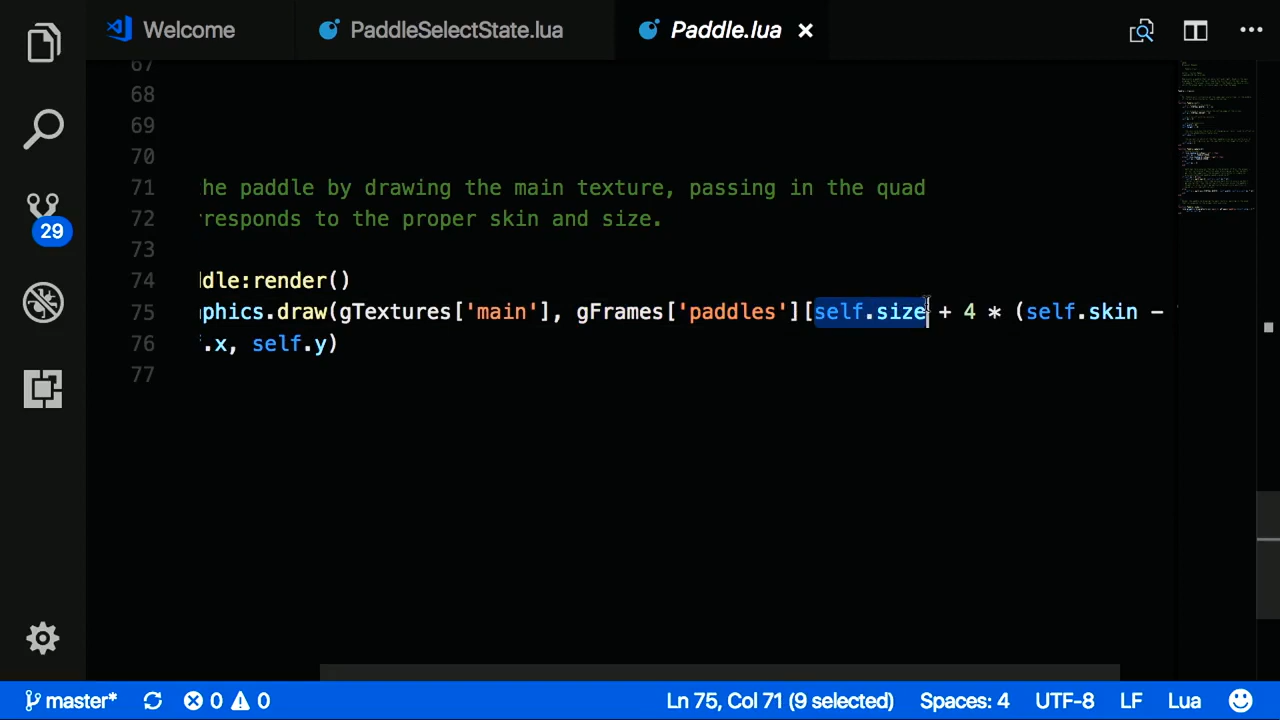 Welcome
PaddleSelectState.lua
Paddle.lua
67
68
69
70
71 he paddle by drawing the main texture, passing in the quad
72 responds to the proper skin and size.
73
74 dle:render()
75 phics.draw(gTextures['main'], gFrames['paddles'][self.size + 4 * (self.skin -
76 .x, self.y)
77
29
master*
0 0
Ln 75, Col 71 (9 selected)
Spaces: 4
UTF-8
LF
Lua